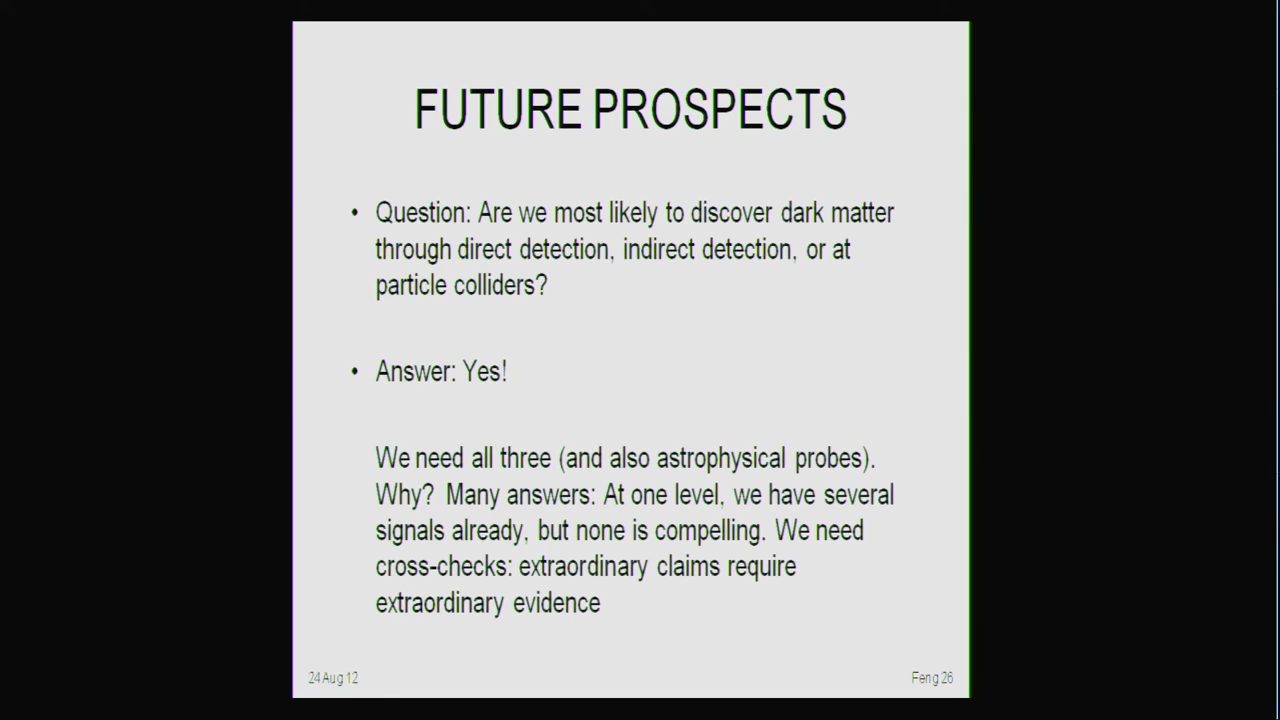 FUTURE PROSPECTS
• Question: Are we most likely to discover dark matter
through direct detection, indirect detection, or at
particle colliders?
• Answer: Yes!
We need all three (and also astrophysical probes).
Why? Many answers: At one level, we have several
signals already, but none is compelling. We need
cross-checks: extraordinary claims require
extraordinary evidence
24 Aug 12
Feng 26